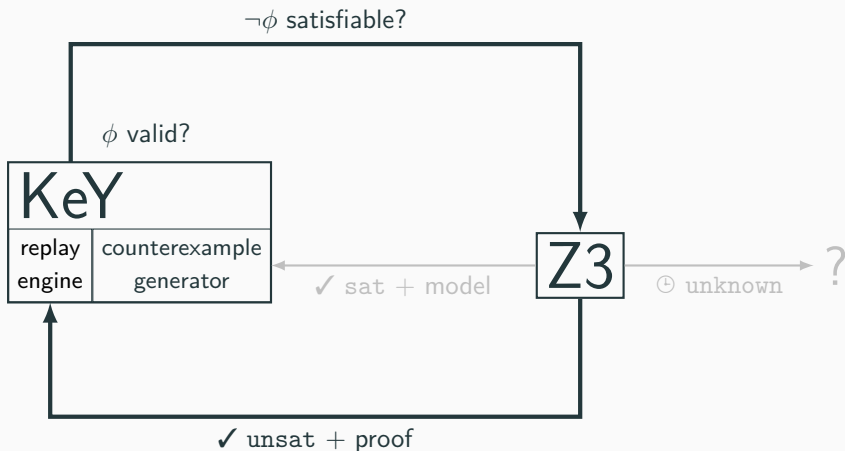 ¬ϕ satisfiable?
ϕ valid?
KeY
replay
engine
counterexample
generator
Z3
✓ sat + model
unknown
?
✓ unsat + proof